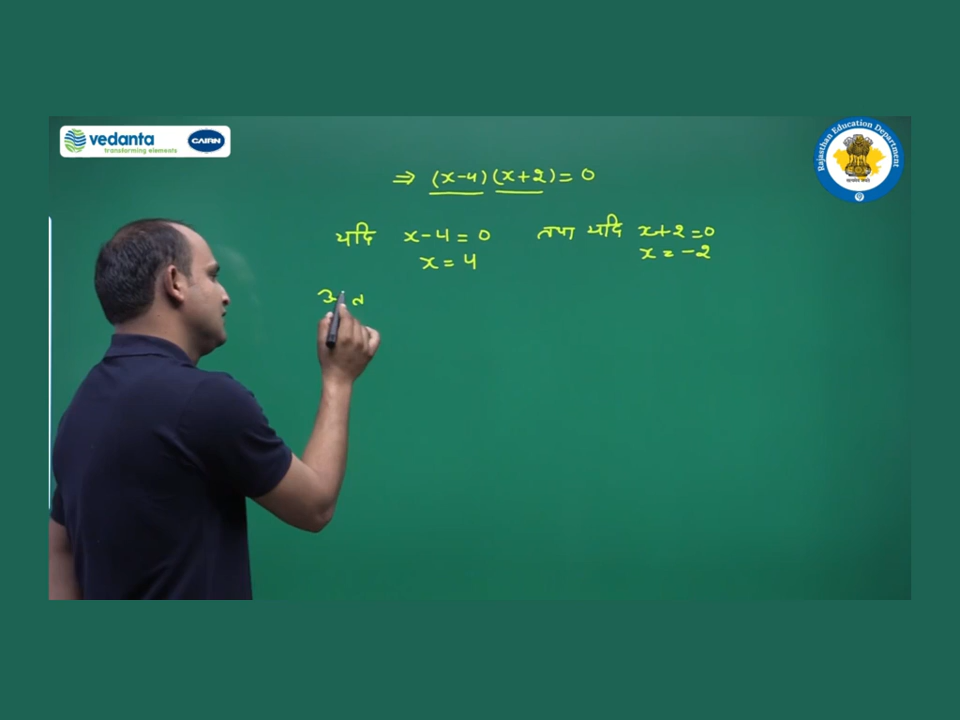 vedanta
transforming elements
CAIRN
Rajasthan Education Department
⇒ (x-4)(x+2)=0
यदि x-4=0 तथा यदि x+2=0
x=4 x=-2